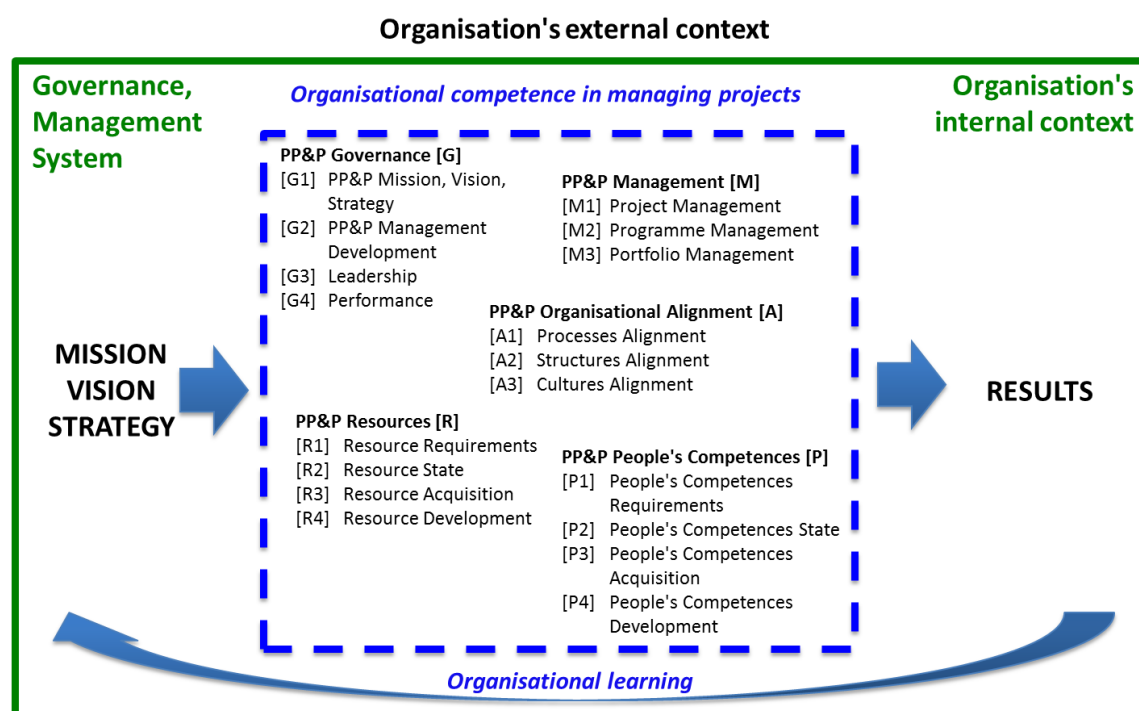 Organisation's external context
Governance,
Management
System
Organisational competence in managing projects
Organisation's
internal context
PP&P Governance [G]
[G1] PP&P Mission, Vision,
Strategy
[G2] PP&P Management
Development
[G3] Leadership
[G4] Performance
PP&P Management [M]
[M1] Project Management
[M2] Programme Management
[M3] Portfolio Management
PP&P Organisational Alignment [A]
[A1] Processes Alignment
[A2] Structures Alignment
[A3] Cultures Alignment
MISSION
VISION
STRATEGY
RESULTS
PP&P Resources [R]
[R1] Resource Requirements
[R2] Resource State
[R3] Resource Acquisition
[R4] Resource Development
PP&P People's Competences [P]
[P1] People's Competences
Requirements
[P2] People's Competences State
[P3] People's Competences
Acquisition
[P4] People's Competences
Development
Organisational learning